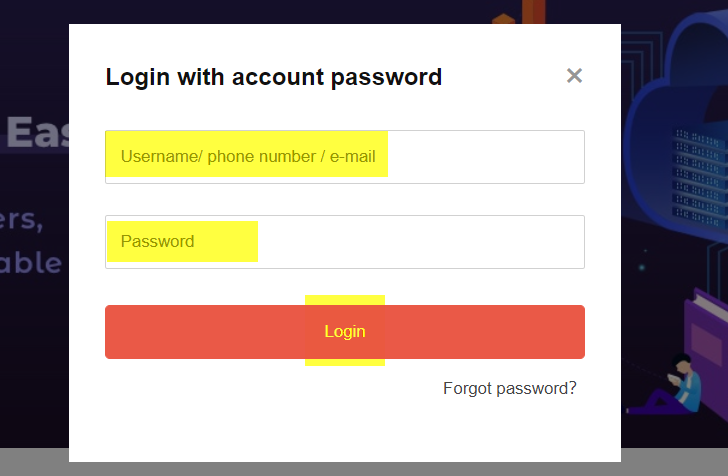 Login with account password
×
Eas
Username/ phone number / e-mail
ers,
Password
able
Login
Forgot password?